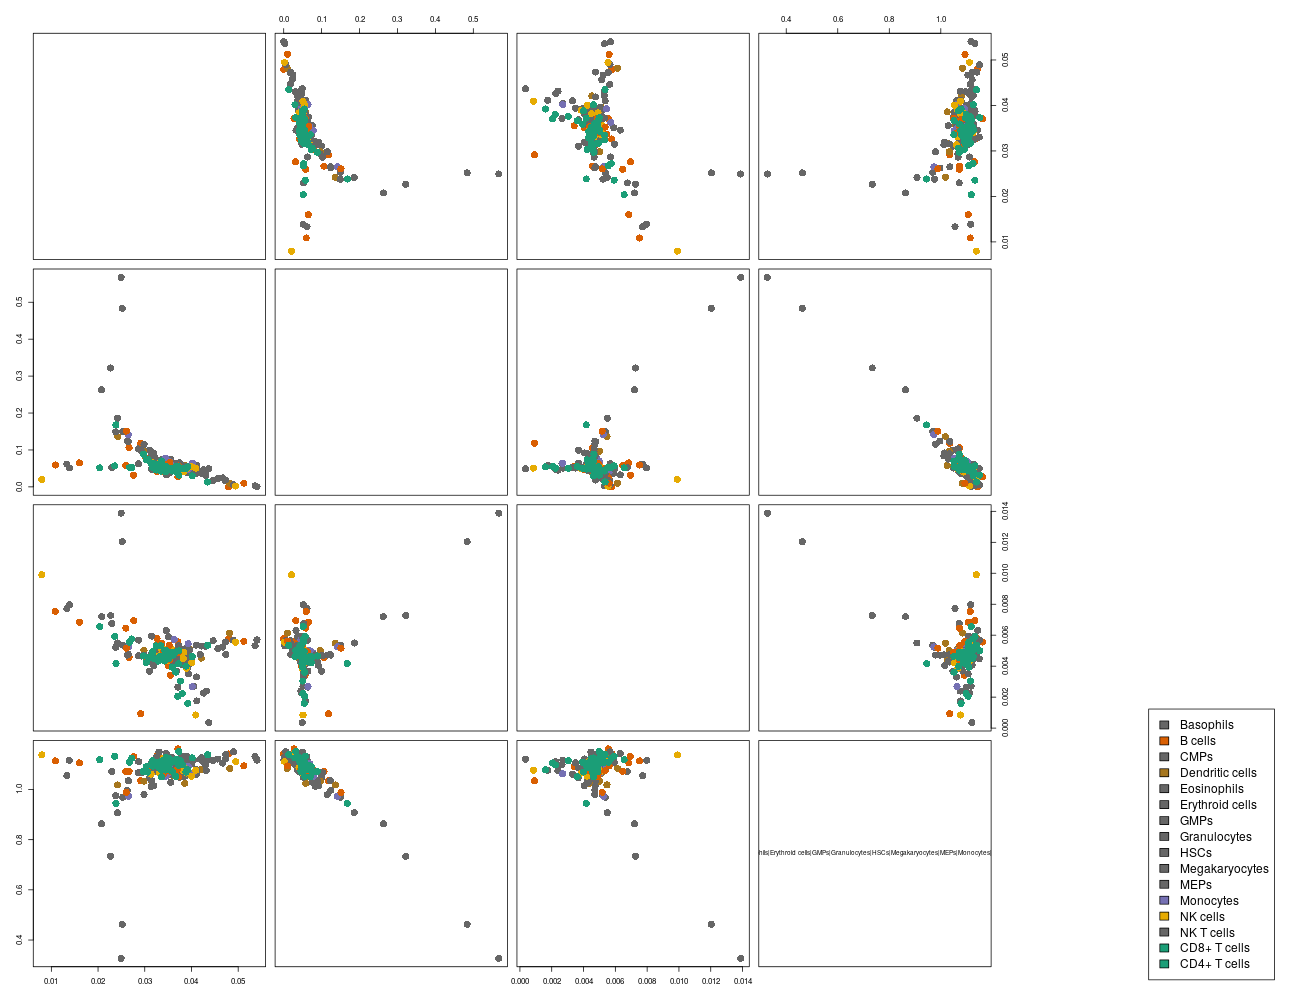 0.0 0.1 0.2 0.3 0.4 0.5
0.4 0.6 0.8 1.0
0.05
0.04
0.03
0.02
0.01
0.5
0.4
0.3
0.2
0.1
0.0
0.014
0.012
0.010
0.008
0.006
0.004
0.002
0.000
1.0
0.8
0.6
0.4
hils|Erythroid cells|GMPs|Granulocytes|HSCs|Megakaryocytes|MEPs|Monocytes|
0.01 0.02 0.03 0.04 0.05
0.000 0.002 0.004 0.006 0.008 0.010 0.012 0.014
Basophils
B cells
CMPs
Dendritic cells
Eosinophils
Erythroid cells
GMPs
Granulocytes
HSCs
Megakaryocytes
MEPs
Monocytes
NK cells
NK T cells
CD8+ T cells
CD4+ T cells